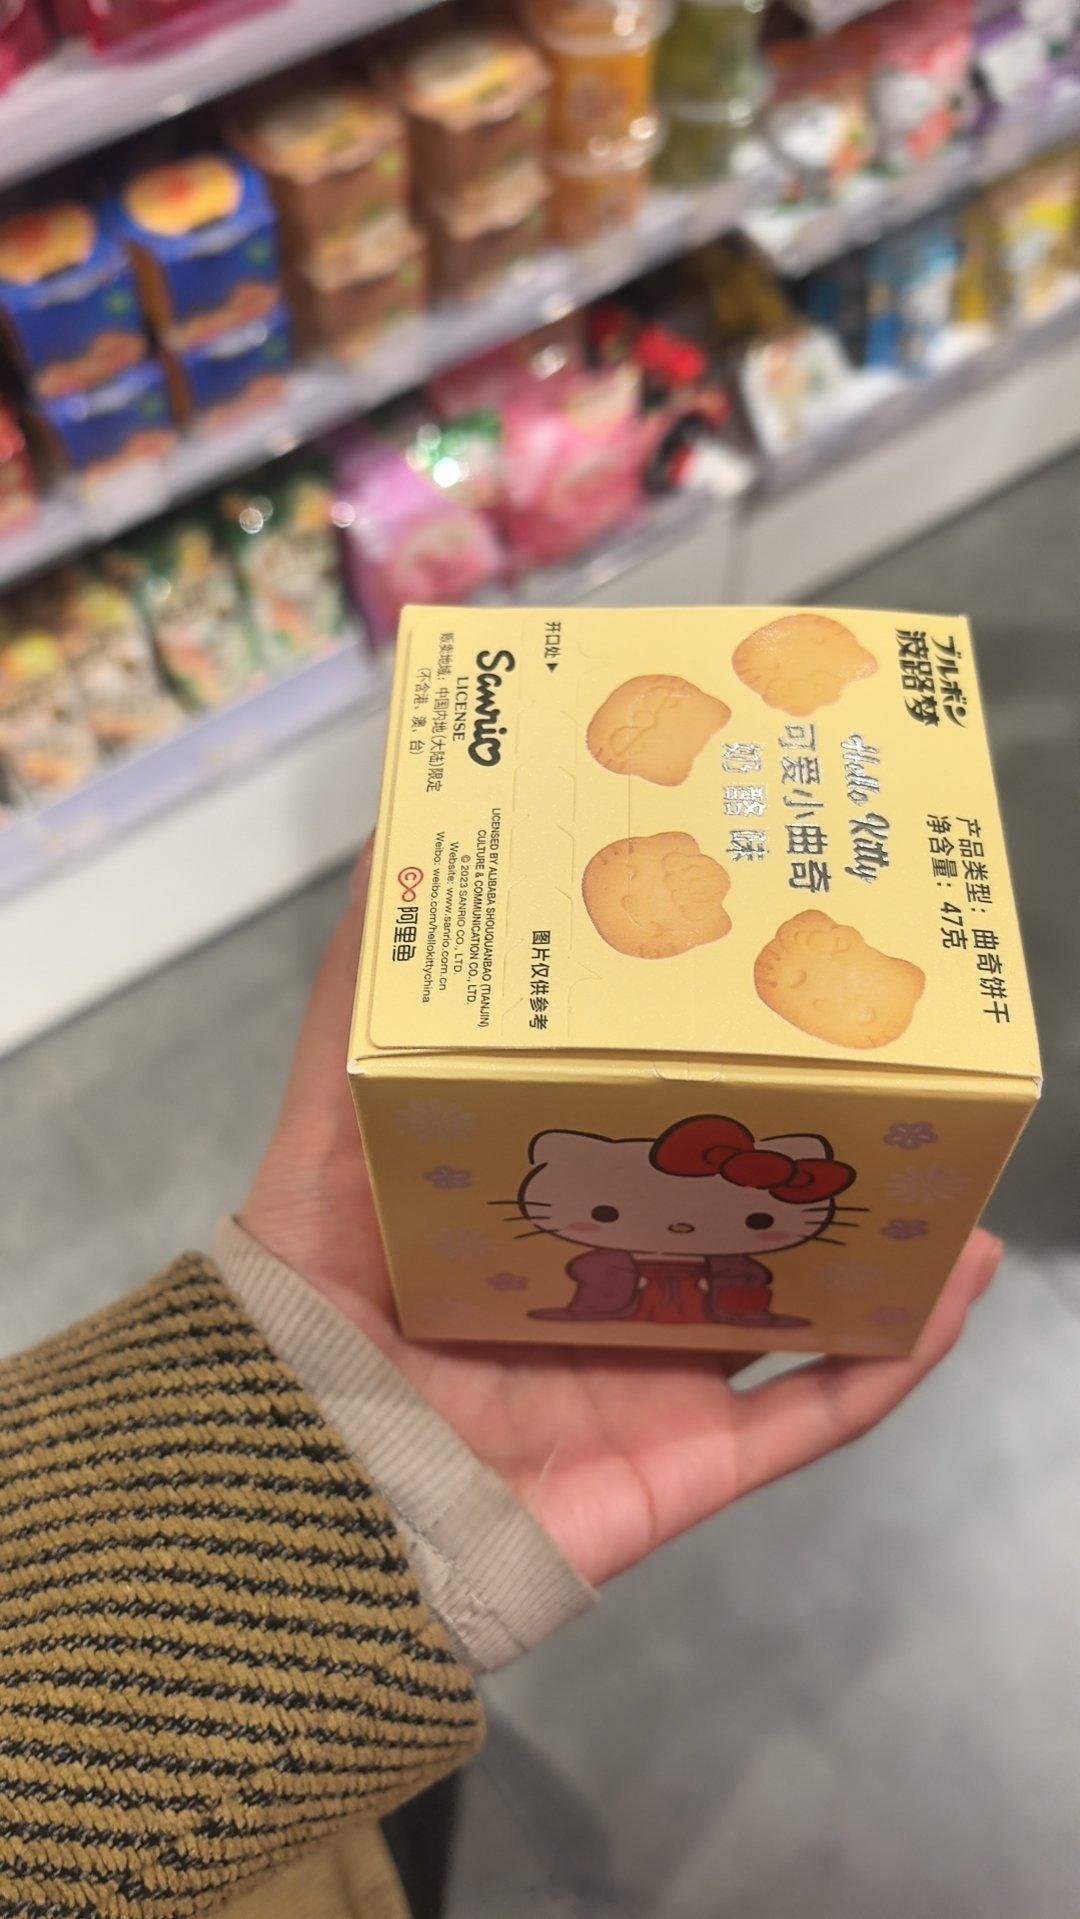 ブルボン
波路梦
产品类型：曲奇饼干
净含量：47克
Hello Kitty
可爱小曲奇
奶酪味
开口处▶
图片仅供参考
Sanrio
LICENSE
贩卖地域：中国内地(大陆)限定
(不含港、澳、台)
LICENSED BY ALIBABA SHOUQUANBAO (TIANJIN)
CULTURE & COMMUNICATION CO., LTD.
© 2023 SANRIO CO., LTD.
Website: www.sanrio.com.cn
Weibo: weibo.com/hellokittychina
阿里鱼